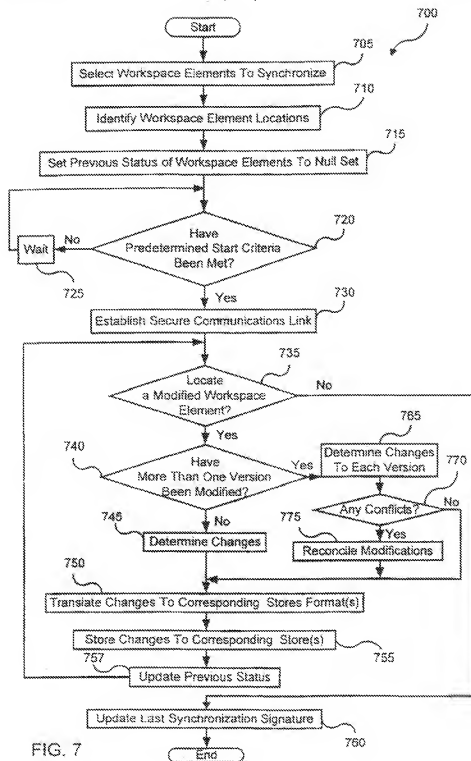 700
Start
705
Select Workspace Elements To Synchronize
710
Identify Workspace Element Locations
715
Set Previous Status of Workspace Elements To Null Set
720
Have
Predetermined Start Criteria
Been Met?
No
Wait
725
Yes
730
Establish Secure Communications Link
735
Locate
a Modified Workspace
Element?
No
Yes
740
Have
More Than One Version
Been Modified?
Yes
765
Determine Changes
To Each Version
770
Any Conflicts?
No
No
745
Determine Changes
Yes
775
Reconcile Modifications
750
Translate Changes To Corresponding Stores Format(s)
Store Changes To Corresponding Store(s)
755
757
Update Previous Status
Update Last Synchronization Signature
760
End
FIG. 7